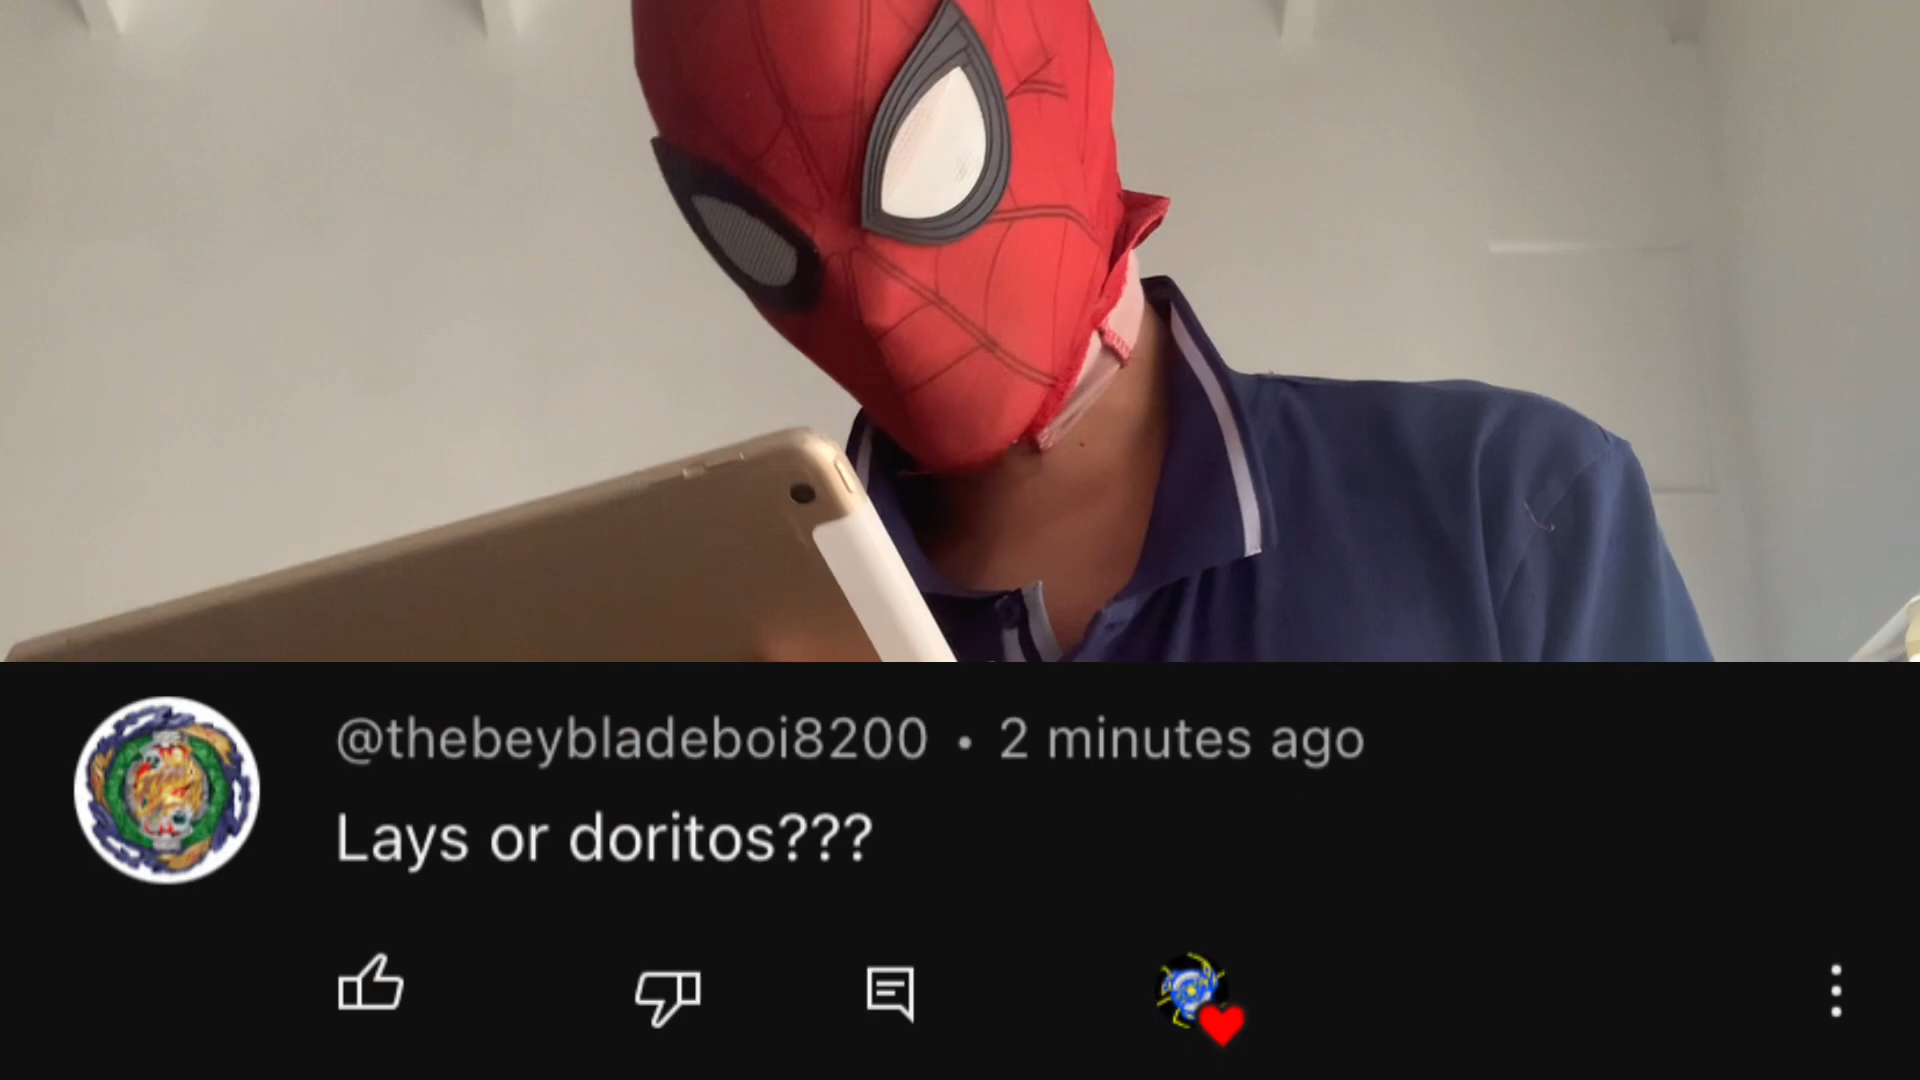 @thebeybladeboi8200 • 2 minutes ago
Lays or doritos???